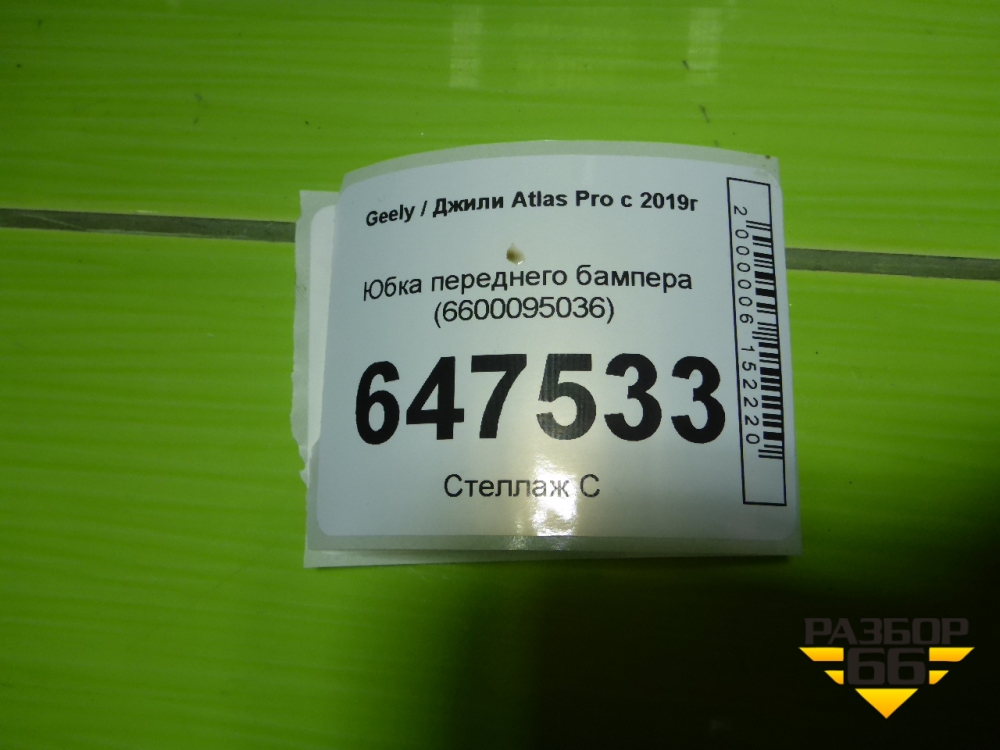 Geely / Джили Atlas Pro с 2019г
Юбка переднего бампера
(6600095036)
647533
Стеллаж С
2000006152220
РАЗБОР
66